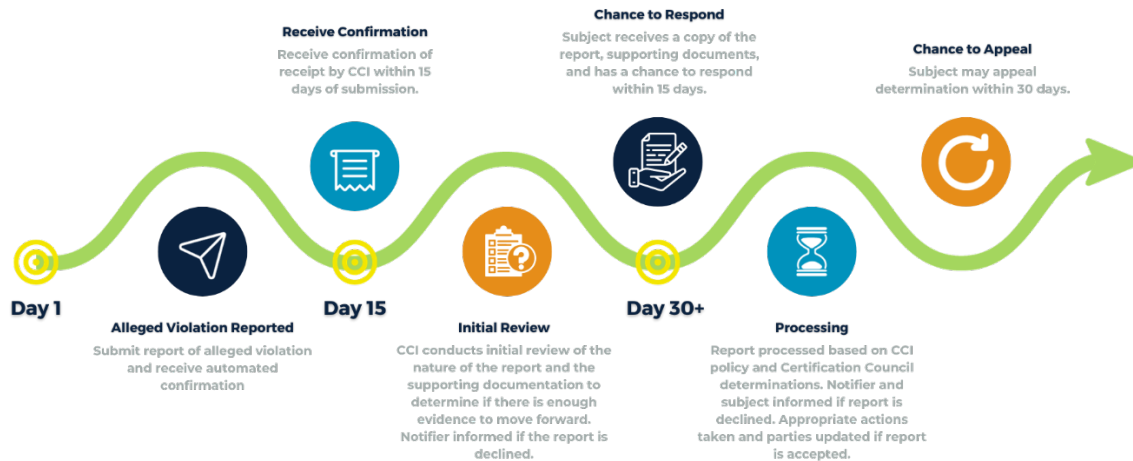 Receive Confirmation
Receive confirmation of
receipt by CCI within 15
days of submission.
Chance to Respond
Subject receives a copy of the
report, supporting documents,
and has a chance to respond
within 15 days.
Chance to Appeal
Subject may appeal
determination within 30 days.
Day 1
Day 15
Day 30+
Alleged Violation Reported
Submit report of alleged violation
and receive automated
confirmation
Initial Review
CCI conducts initial review of the
nature of the report and the
supporting documentation to
determine if there is enough
evidence to move forward.
Notifier informed if the report is
declined.
Processing
Report processed based on CCI
policy and Certification Council
determinations. Notifier and
subject informed if report is
declined. Appropriate actions
taken and parties updated if report
is accepted.